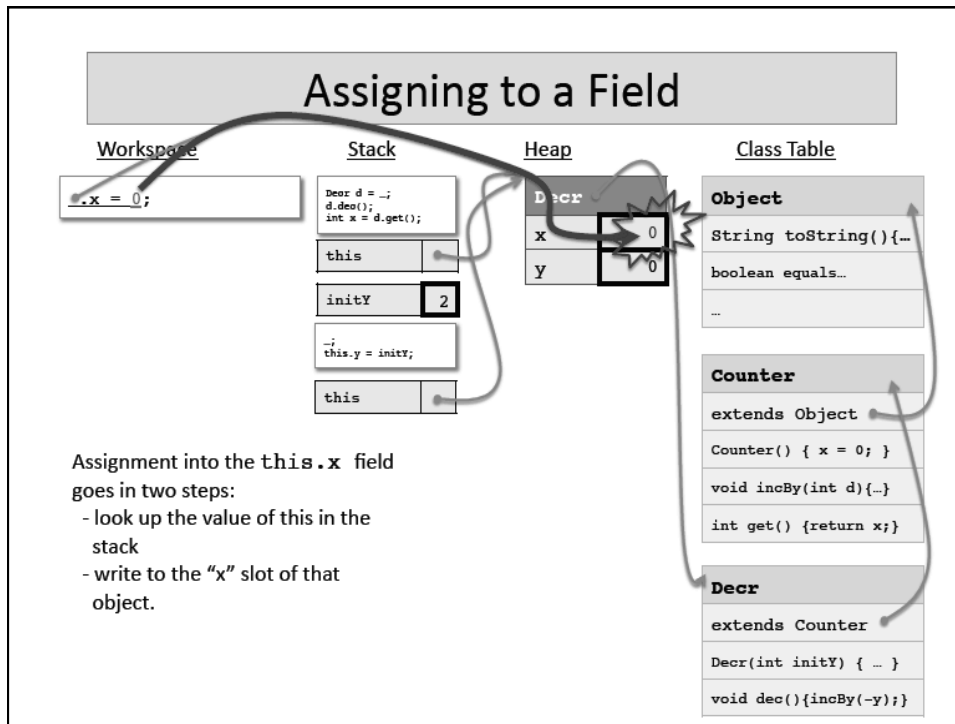 Assigning to a Field
Workspace
Stack
Heap
Class Table
_.x = 0;
Decr d = _;
d.dec();
int x = d.get();
this
initY 2
_;
this.y = initY;
this
Decr
x 0
y 0
Object
String toString(){…
boolean equals…
…
Counter
extends Object
Counter() { x = 0; }
void incBy(int d){…}
int get() {return x;}
Decr
extends Counter
Decr(int initY) { … }
void dec(){incBy(-y);}
Assignment into the this.x field
goes in two steps:
- look up the value of this in the
stack
- write to the “x” slot of that
object.